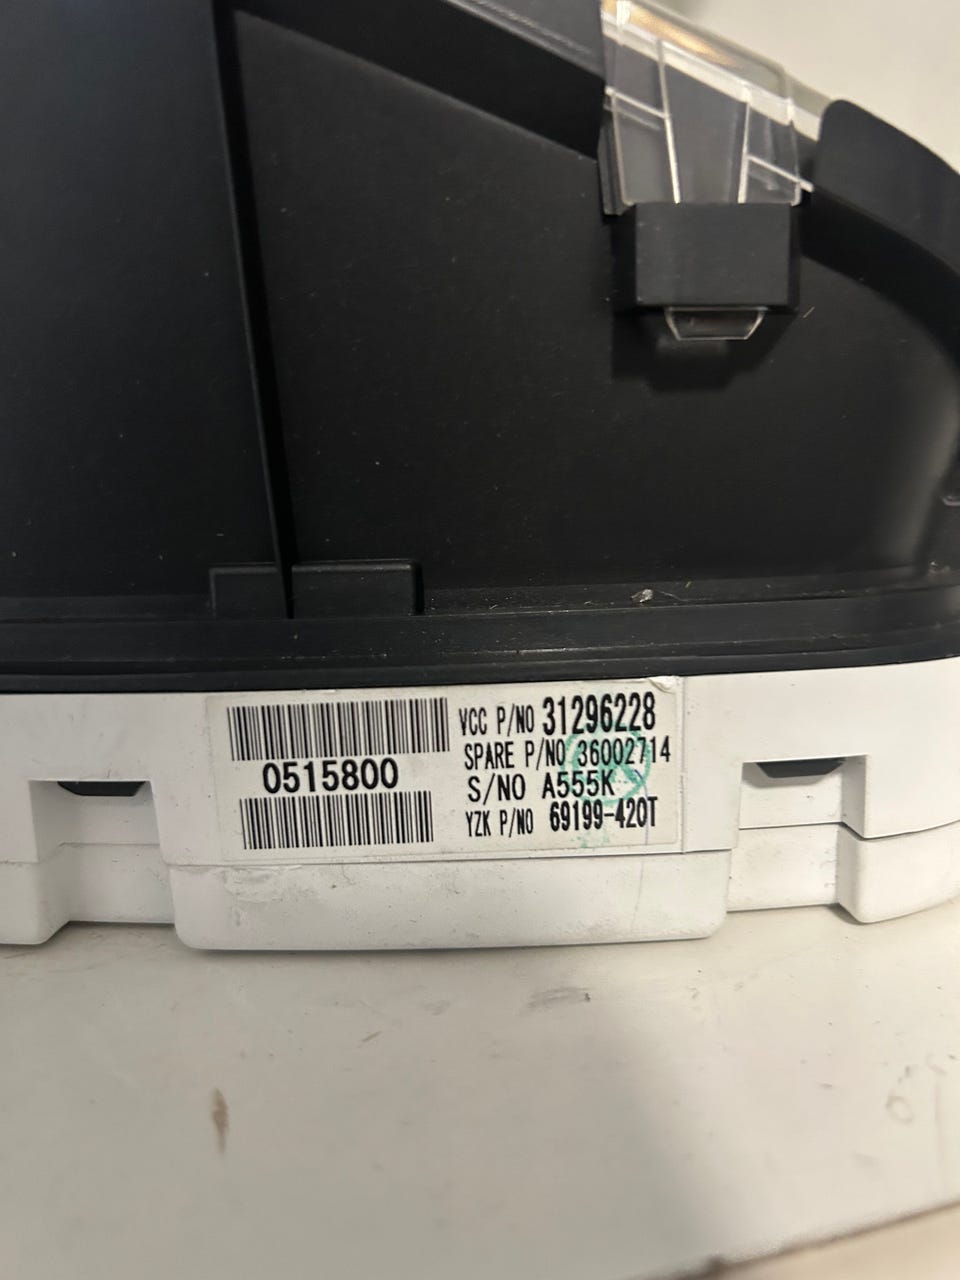 0515800
VCC P/NO 31296228
SPARE P/NO 36002714
S/NO A555K
YZK P/NO 69199-420T